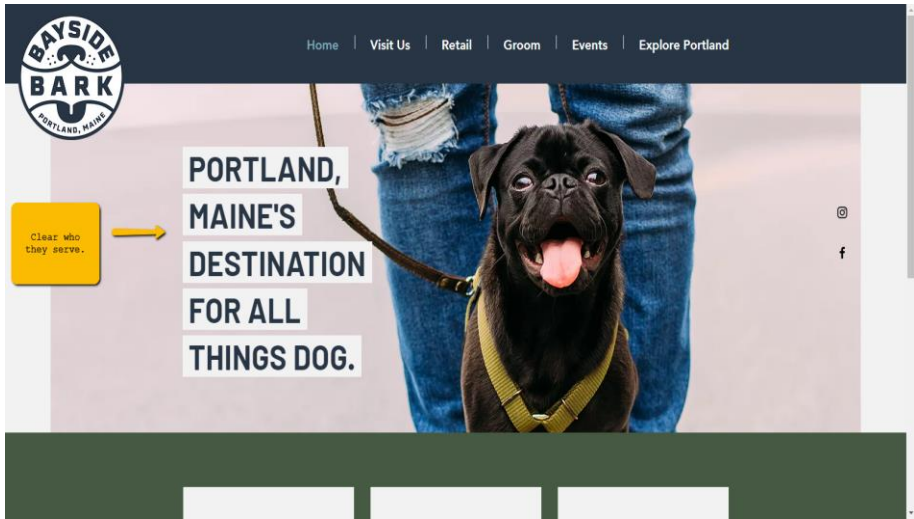 BAYSIDE
BARK
PORTLAND, MAINE
Home
Visit Us
Retail
Groom
Events
Explore Portland
PORTLAND,
MAINE'S
DESTINATION
FOR ALL
THINGS DOG.
Clear who
they serve.